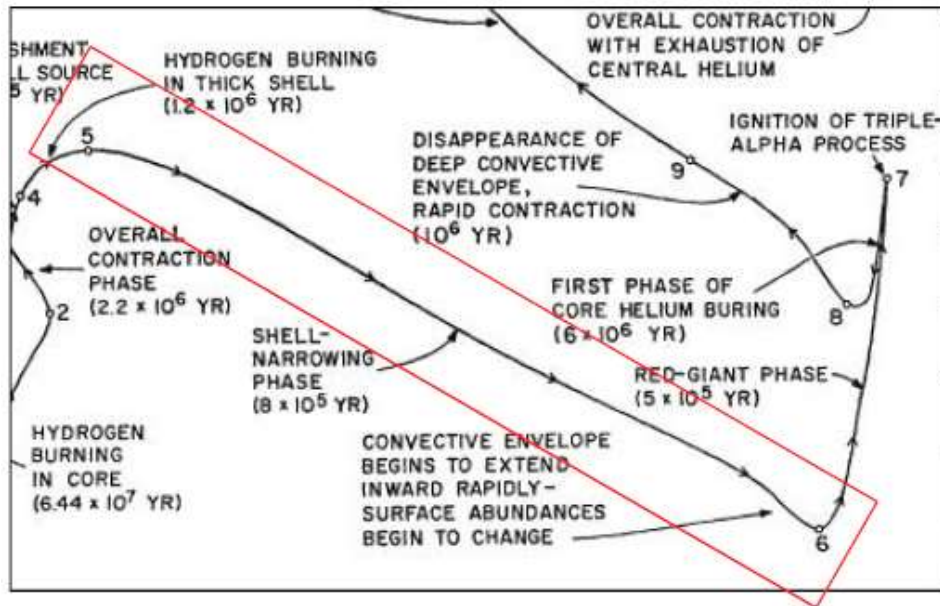 SHMENT
LL SOURCE
5 YR)
HYDROGEN BURNING
IN THICK SHELL
(1.2 x 10^6 YR)
OVERALL CONTRACTION
WITH EXHAUSTION OF
CENTRAL HELIUM
IGNITION OF TRIPLE-
ALPHA PROCESS
5
4
DISAPPEARANCE OF
DEEP CONVECTIVE
ENVELOPE,
RAPID CONTRACTION
(10^6 YR)
9
7
OVERALL
CONTRACTION
PHASE
(2.2 x 10^6 YR)
2
FIRST PHASE OF
CORE HELIUM BURING
(6 x 10^6 YR)
8
SHELL-
NARROWING
PHASE
(8 x 10^5 YR)
RED-GIANT PHASE
(5 x 10^5 YR)
HYDROGEN
BURNING
IN CORE
(6.44 x 10^7 YR)
CONVECTIVE ENVELOPE
BEGINS TO EXTEND
INWARD RAPIDLY-
SURFACE ABUNDANCES
BEGIN TO CHANGE
6